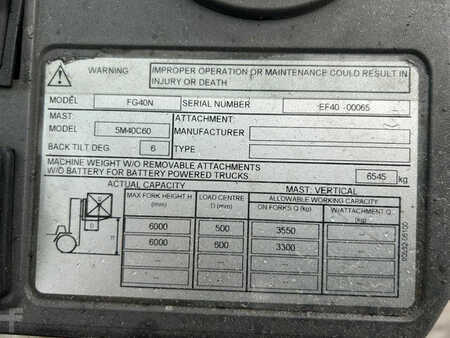 WARNING IMPROPER OPERATION OR MAINTENANCE COULD RESULT IN
INJURY OR DEATH
MODEL FG40N SERIAL NUMBER EF40 -00065
MAST: ATTACHMENT:
MODEL 5M40C60 MANUFACTURER
BACK TILT DEG 6 TYPE
MACHINE WEIGHT W/O REMOVABLE ATTACHMENTS
W/O BATTERY FOR BATTERY POWERED TRUCKS 6545 kg
ACTUAL CAPACITY MAST: VERTICAL
MAX FORK HEIGHT H LOAD CENTRE ALLOWABLE WORKING CAPACITY
(mm) D (mm) ON FORKS Q (kg) W/ATTACHMENT Q (kg)
6000 500 3550 -
6000 600 3300 -
- - - -
- - - -
H
D